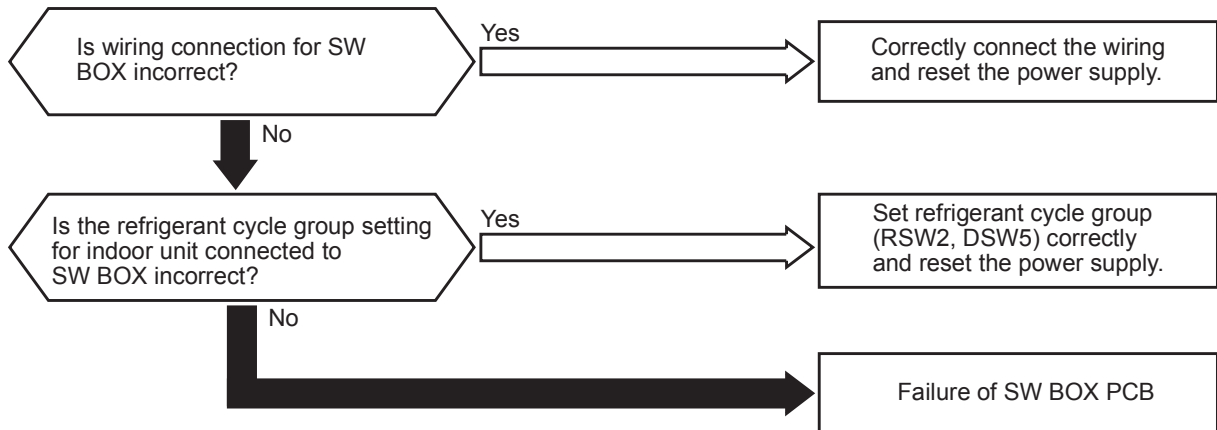 Is wiring connection for SW
BOX incorrect?
Yes
Correctly connect the wiring
and reset the power supply.
No
Is the refrigerant cycle group setting
for indoor unit connected to
SW BOX incorrect?
Yes
Set refrigerant cycle group
(RSW2, DSW5) correctly
and reset the power supply.
No
Failure of SW BOX PCB